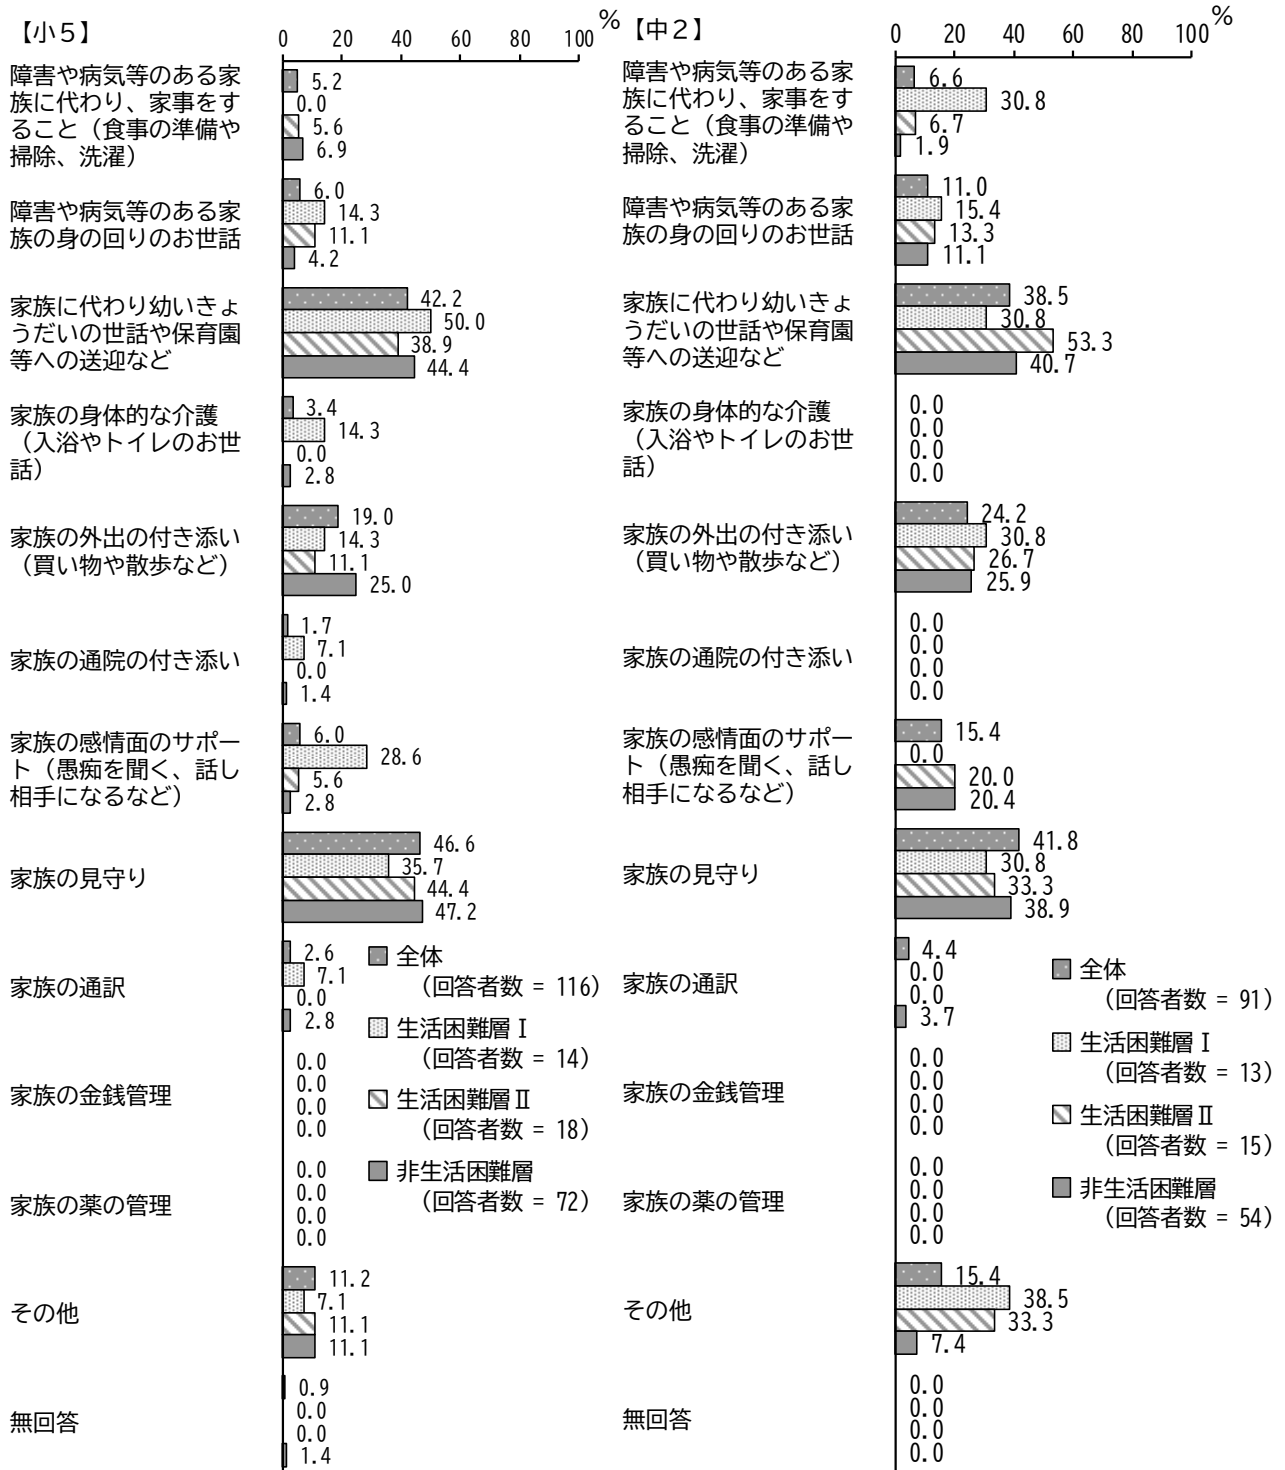 【小５】
0 20 40 60 80 100 %
障害や病気等のある家
族に代わり、家事をす
ること（食事の準備や
掃除、洗濯）
5.2
0.0
5.6
6.9
障害や病気等のある家
族の身の回りのお世話
6.0
14.3
11.1
4.2
家族に代わり幼いきょ
うだいの世話や保育園
等への送迎など
42.2
50.0
38.9
44.4
家族の身体的な介護
（入浴やトイレのお世
話）
3.4
14.3
0.0
2.8
家族の外出の付き添い
（買い物や散歩など）
19.0
14.3
11.1
25.0
家族の通院の付き添い
1.7
7.1
0.0
1.4
家族の感情面のサポー
ト（愚痴を聞く、話し
相手になるなど）
6.0
28.6
5.6
2.8
家族の見守り
46.6
35.7
44.4
47.2
家族の通訳
2.6
7.1
0.0
2.8
家族の金銭管理
0.0
0.0
0.0
0.0
家族の薬の管理
0.0
0.0
0.0
0.0
その他
11.2
7.1
11.1
11.1
無回答
0.9
0.0
0.0
1.4
全体
（回答者数 = 116）
生活困難層Ⅰ
（回答者数 = 14）
生活困難層Ⅱ
（回答者数 = 18）
非生活困難層
（回答者数 = 72）
【中２】
0 20 40 60 80 100 %
障害や病気等のある家
族に代わり、家事をす
ること（食事の準備や
掃除、洗濯）
6.6
30.8
6.7
1.9
障害や病気等のある家
族の身の回りのお世話
11.0
15.4
13.3
11.1
家族に代わり幼いきょ
うだいの世話や保育園
等への送迎など
38.5
30.8
53.3
40.7
家族の身体的な介護
（入浴やトイレのお世
話）
0.0
0.0
0.0
0.0
家族の外出の付き添い
（買い物や散歩など）
24.2
30.8
26.7
25.9
家族の通院の付き添い
0.0
0.0
0.0
0.0
家族の感情面のサポー
ト（愚痴を聞く、話し
相手になるなど）
15.4
0.0
20.0
20.4
家族の見守り
41.8
30.8
33.3
38.9
家族の通訳
4.4
0.0
0.0
3.7
家族の金銭管理
0.0
0.0
0.0
0.0
家族の薬の管理
0.0
0.0
0.0
0.0
その他
15.4
38.5
33.3
7.4
無回答
0.0
0.0
0.0
0.0
全体
（回答者数 = 91）
生活困難層Ⅰ
（回答者数 = 13）
生活困難層Ⅱ
（回答者数 = 15）
非生活困難層
（回答者数 = 54）